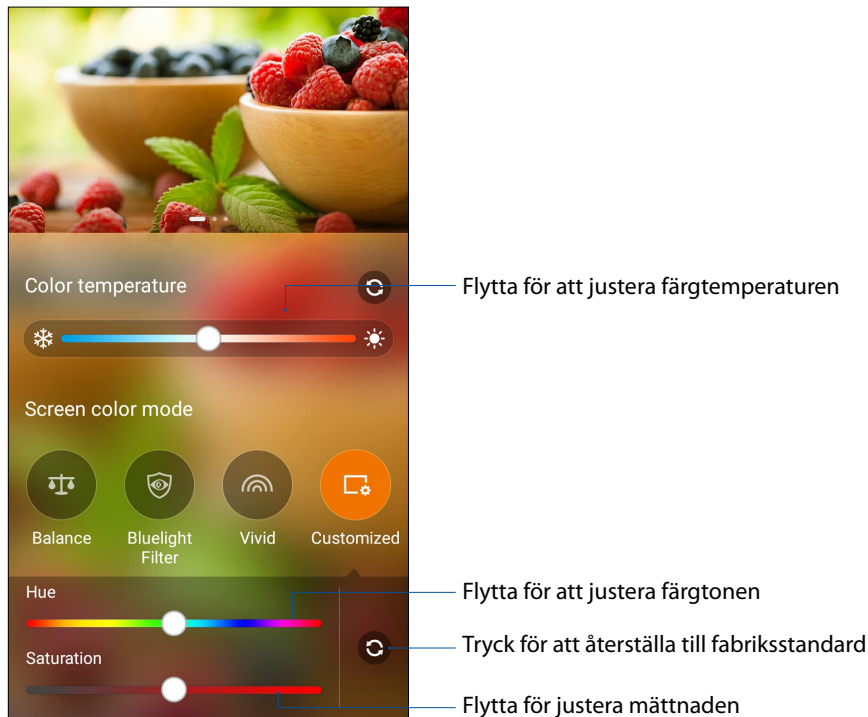 Color temperature
Flytta för att justera färgtemperaturen
Screen color mode
Balance
Bluelight
Filter
Vivid
Customized
Hue
Flytta för att justera färgtonen
Tryck för att återställa till fabriksstandard
Saturation
Flytta för justera mättnaden